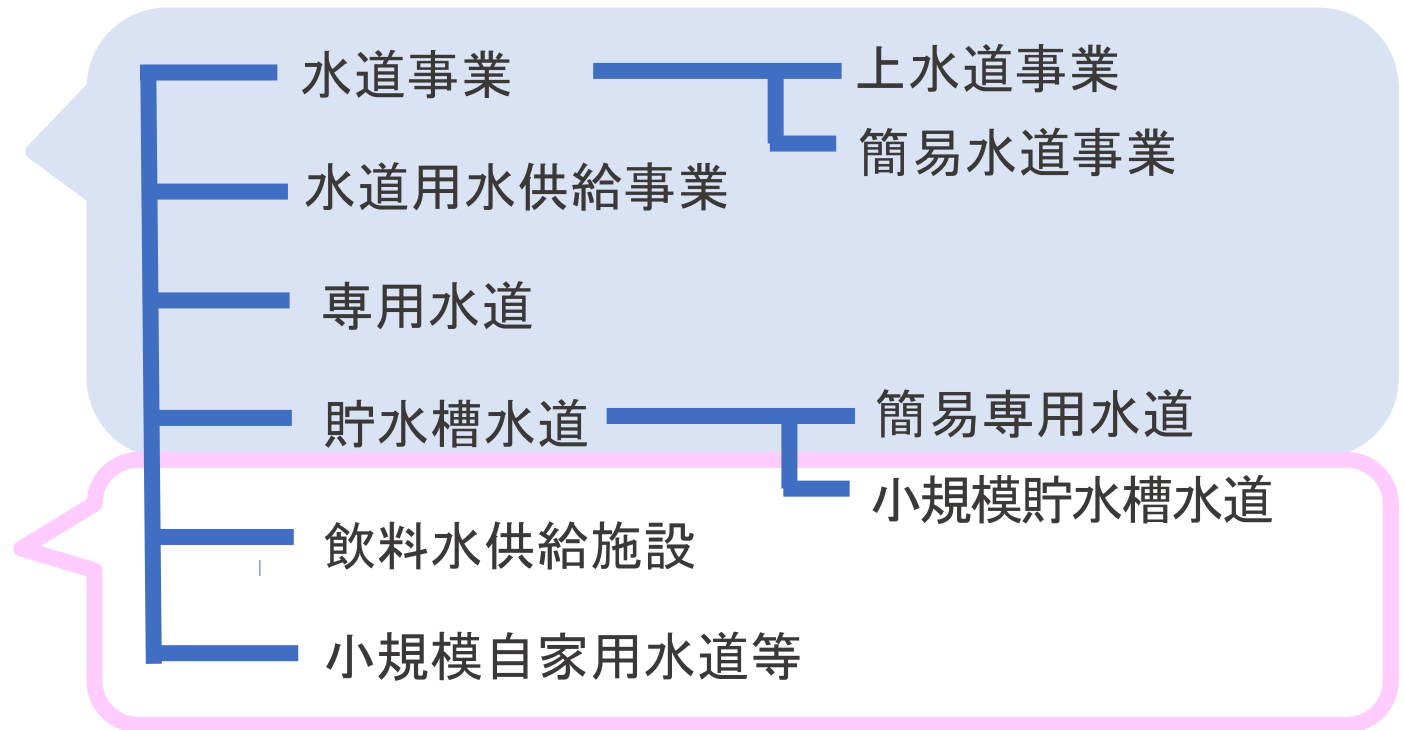 水道事業
上水道事業
簡易水道事業
水道用水供給事業
専用水道
貯水槽水道
簡易専用水道
小規模貯水槽水道
飲料水供給施設
小規模自家用水道等